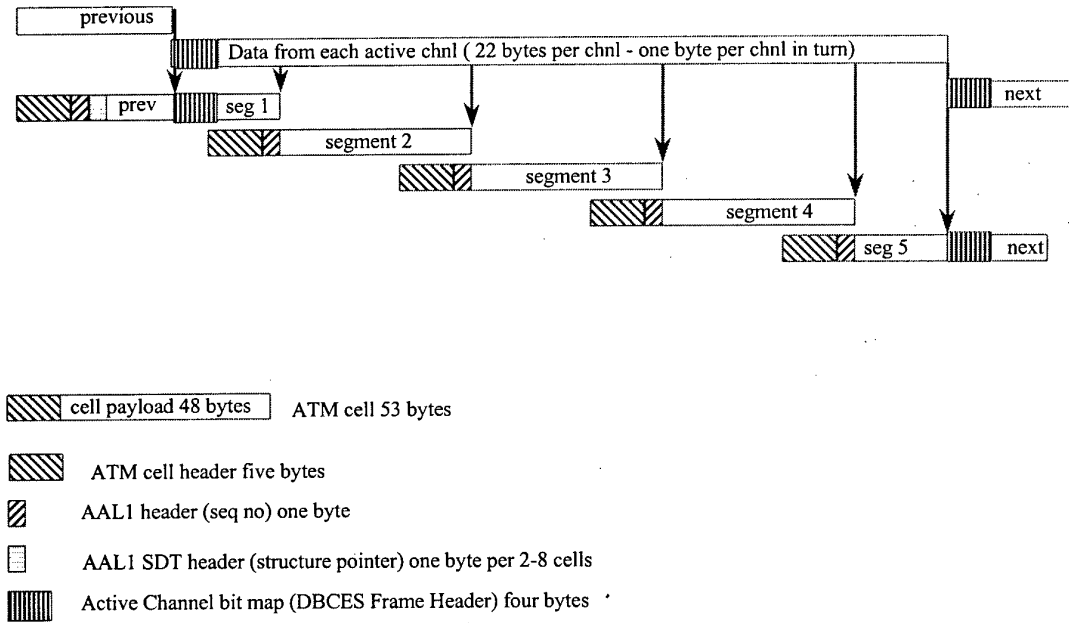 previous
Data from each active chnl ( 22 bytes per chnl - one byte per chnl in turn)
next
prev
seg 1
segment 2
segment 3
segment 4
seg 5
next
cell payload 48 bytes
ATM cell 53 bytes
ATM cell header five bytes
AAL1 header (seq no) one byte
AAL1 SDT header (structure pointer) one byte per 2-8 cells
Active Channel bit map (DBCES Frame Header) four bytes